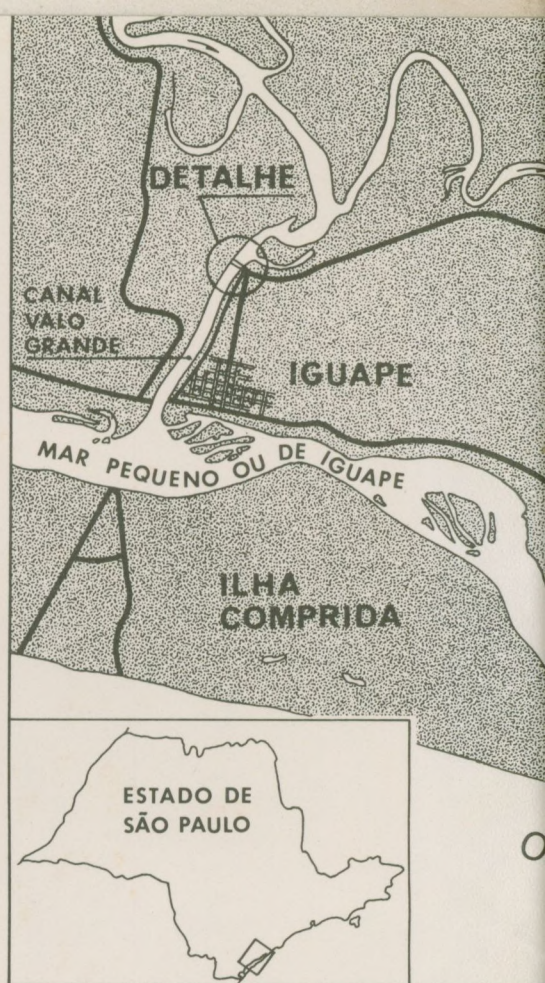 DETALHE
CANAL
VALO
GRANDE
IGUAPE
MAR PEQUENO OU DE IGUAPE
ILHA
COMPRIDA
ESTADO DE
SÃO PAULO
O